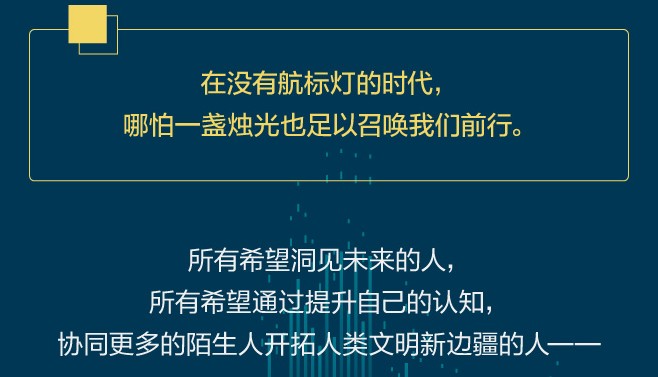 在没有航标灯的时代，
哪怕一盏烛光也足以召唤我们前行。
所有希望洞见未来的人，
所有希望通过提升自己的认知，
协同更多的陌生人开拓人类文明新边疆的人——